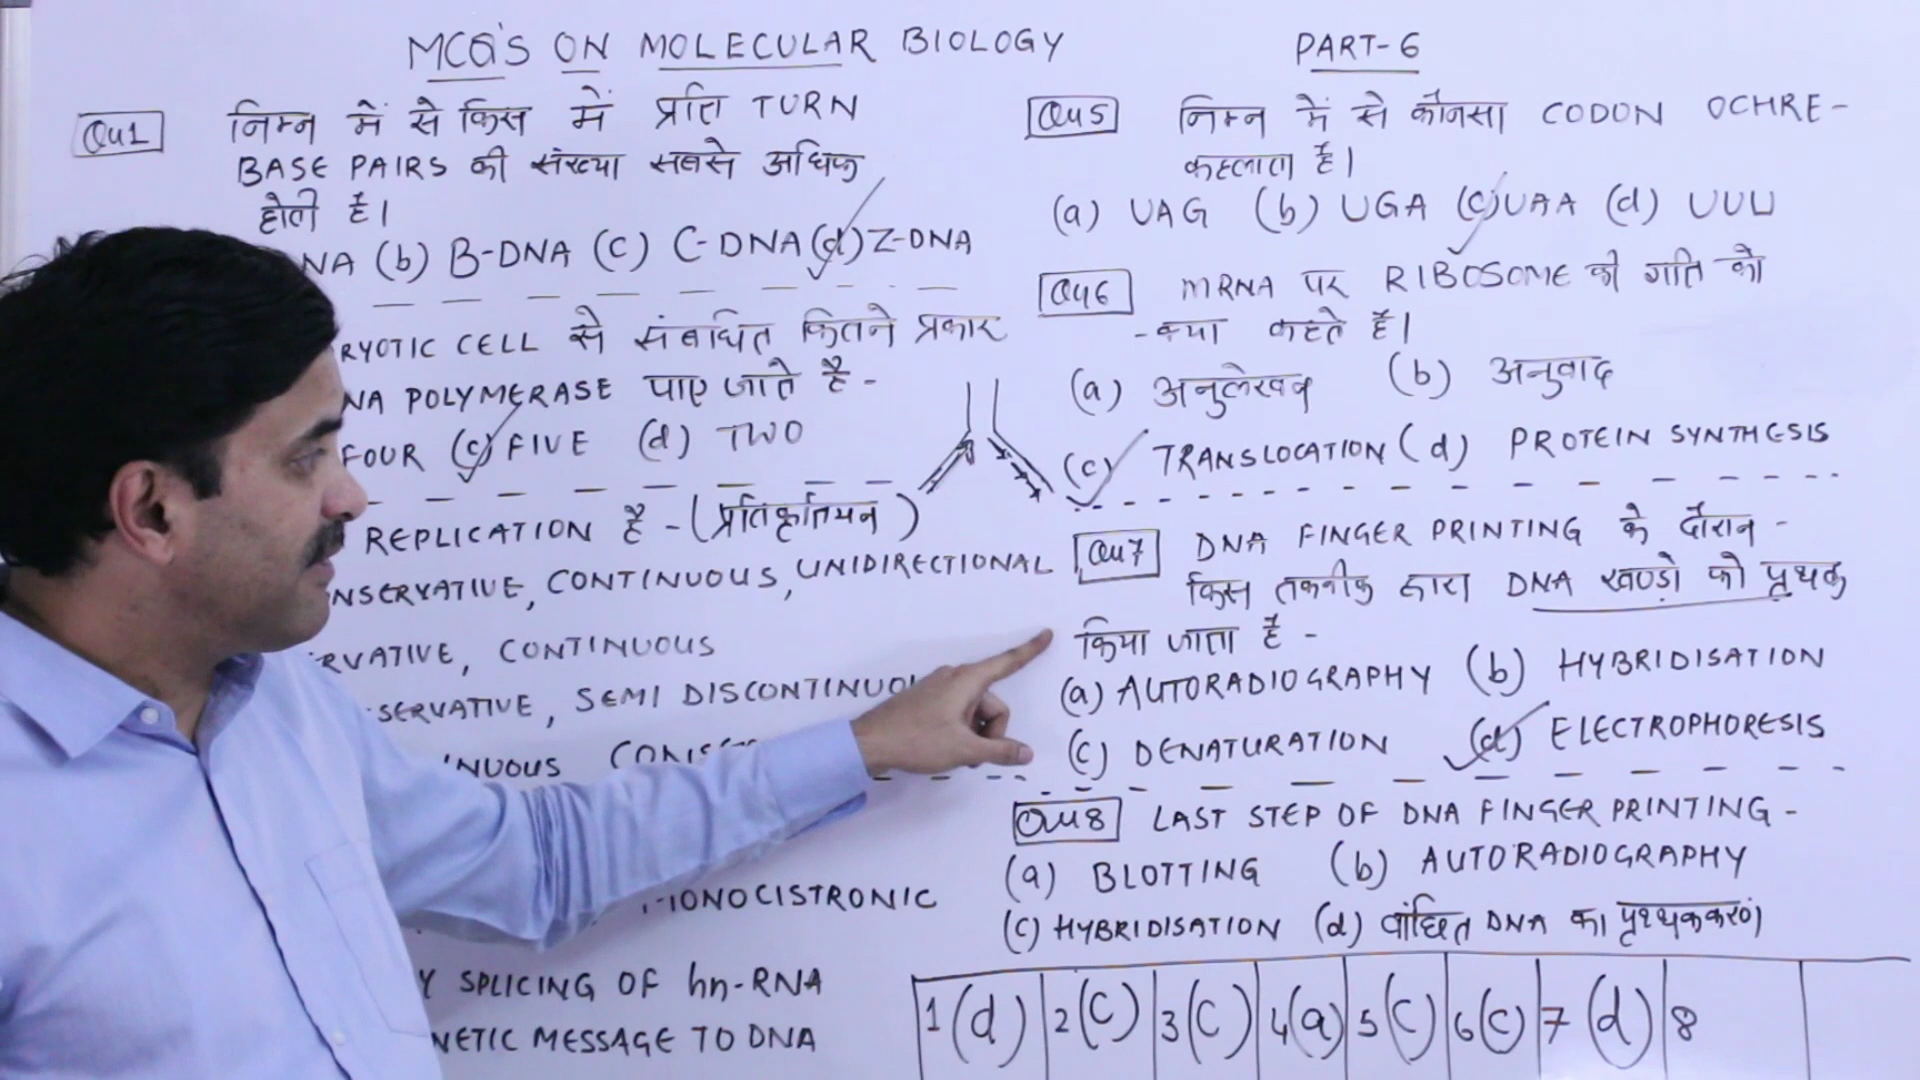 MCQ'S ON MOLECULAR BIOLOGY
PART-6
Qu1 निम्न में से किस में प्रति TURN
BASE PAIRS की संख्या सबसे अधिक
होती है।
NA (b) B-DNA (c) C-DNA (d) Z-DNA
RYOTIC CELL से संबधित कितने प्रकार
NA POLYMERASE पाए जाते है -
FOUR (c) FIVE (d) TWO
REPLICATION है - (प्रतिकृतियन)
NSERVATIVE, CONTINUOUS, UNIDIRECTIONAL
RVATIVE, CONTINUOUS
SERVATIVE, SEMI DISCONTINUO
NUOUS
MONOCISTRONIC
Y SPLICING OF hn-RNA
NETIC MESSAGE TO DNA
Qu5 निम्न में से कौनसा CODON OCHRE -
कहलाता है।
(a) UAG (b) UGA (c) UAA (d) UUU
Qu6 MRNA पर RIBOSOME की गति को
- क्या कहते है।
(a) अनुलेखन (b) अनुवाद
(c) TRANSLOCATION (d) PROTEIN SYNTHESIS
Qu7 DNA FINGER PRINTING के दौरान -
किस तकनीक द्वारा DNA खण्डो को पृथक
किया जाता है -
(a) AUTORADIOGRAPHY (b) HYBRIDISATION
(c) DENATURATION (d) ELECTROPHORESIS
Qu8 LAST STEP OF DNA FINGER PRINTING -
(a) BLOTTING (b) AUTORADIOGRAPHY
(c) HYBRIDISATION (d) वांछित DNA का पृथ्थककरण
1 (d) 2 (c) 3 (c) 4 (a) 5 (c) 6 (c) 7 (d) 8